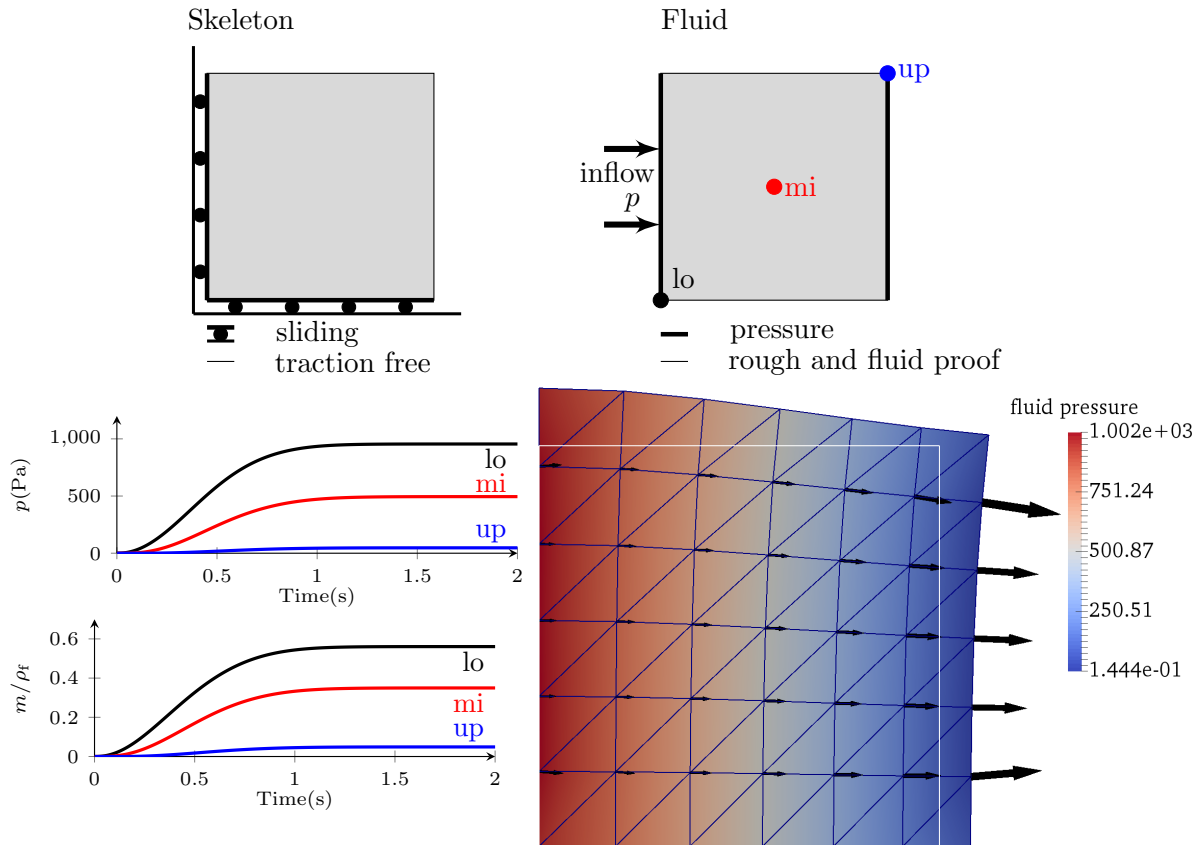 Skeleton
sliding
traction free
Fluid
up
inflow
p
mi
lo
pressure
rough and fluid proof
p(Pa)
1,000
500
0
lo
mi
up
0 0.5 1 1.5 2
Time(s)
m/ρf
0.6
0.4
0.2
0
lo
mi
up
0 0.5 1 1.5 2
Time(s)
fluid pressure
1.002e+03
751.24
500.87
250.51
1.444e-01